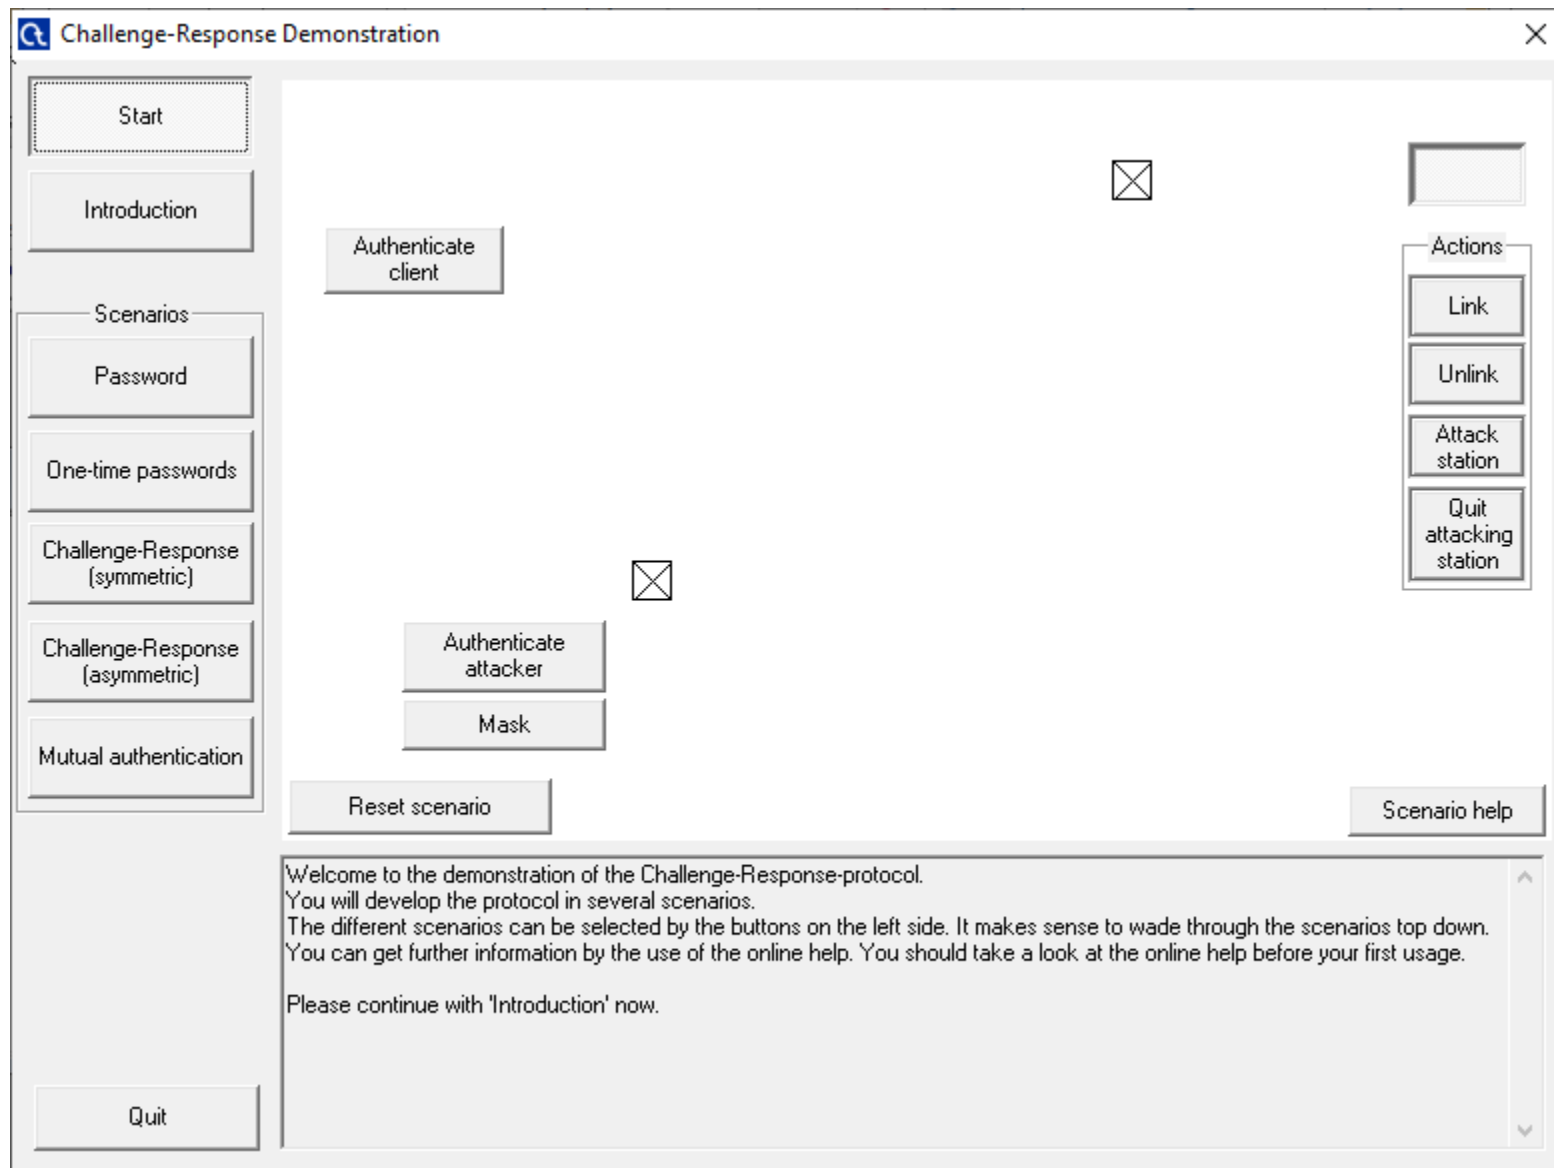 Challenge-Response Demonstration
Start
Introduction
Scenarios
Password
One-time passwords
Challenge-Response
(symmetric)
Challenge-Response
(asymmetric)
Mutual authentication
Quit
Authenticate
client
Authenticate
attacker
Mask
Reset scenario
Actions
Link
Unlink
Attack
station
Quit
attacking
station
Scenario help
Welcome to the demonstration of the Challenge-Response-protocol.
You will develop the protocol in several scenarios.
The different scenarios can be selected by the buttons on the left side. It makes sense to wade through the scenarios top down.
You can get further information by the use of the online help. You should take a look at the online help before your first usage.
Please continue with 'Introduction' now.